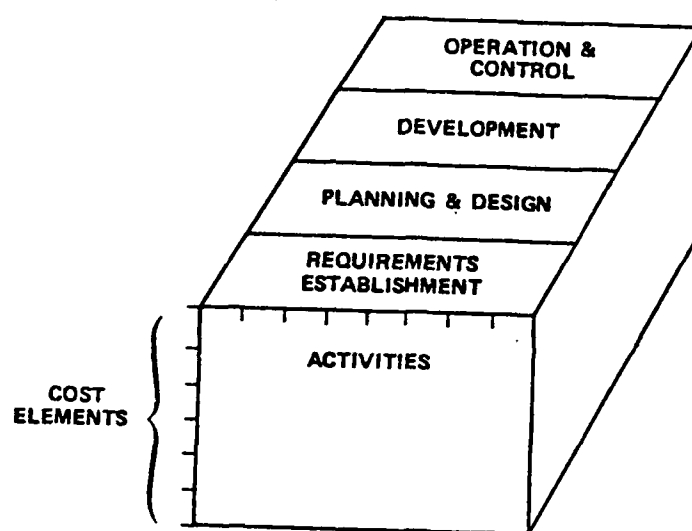 OPERATION &
CONTROL
DEVELOPMENT
PLANNING & DESIGN
REQUIREMENTS
ESTABLISHMENT
ACTIVITIES
COST
ELEMENTS